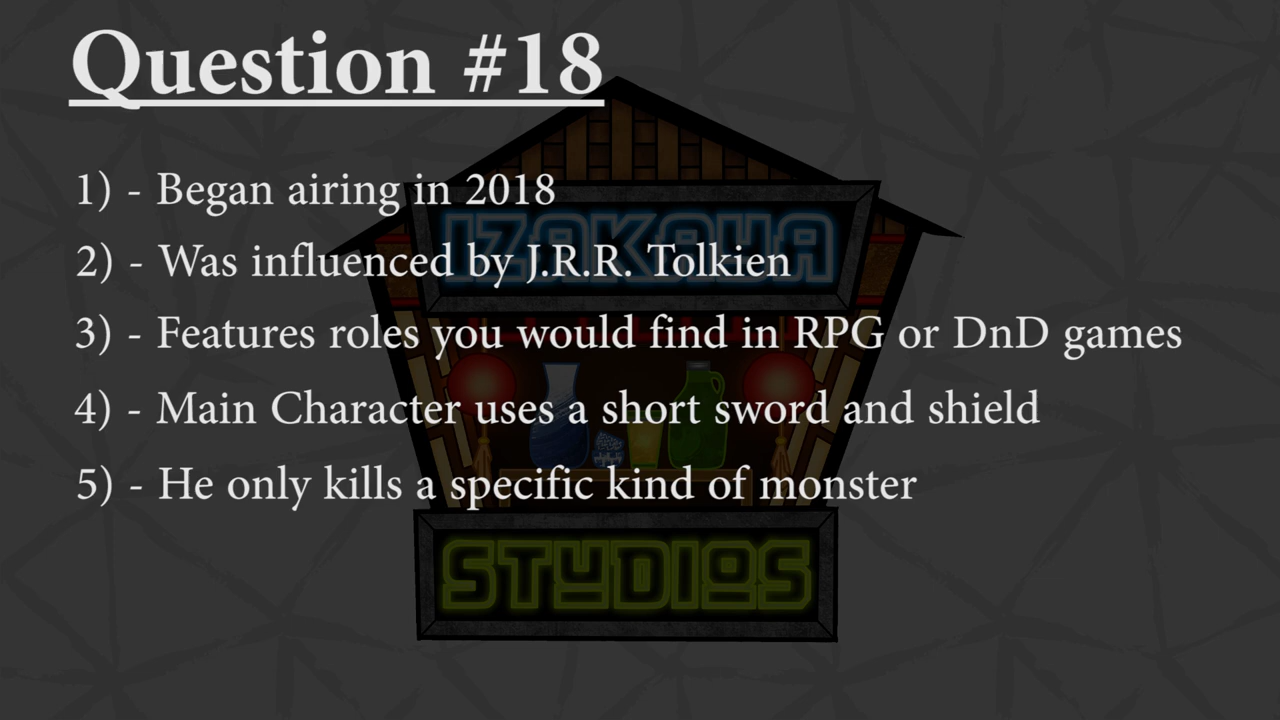 Question #18
1) - Began airing in 2018
IZAKAYA
2) - Was influenced by J.R.R. Tolkien
3) - Features roles you would find in RPG or DnD games
4) - Main Character uses a short sword and shield
5) - He only kills a specific kind of monster
STUDIOS